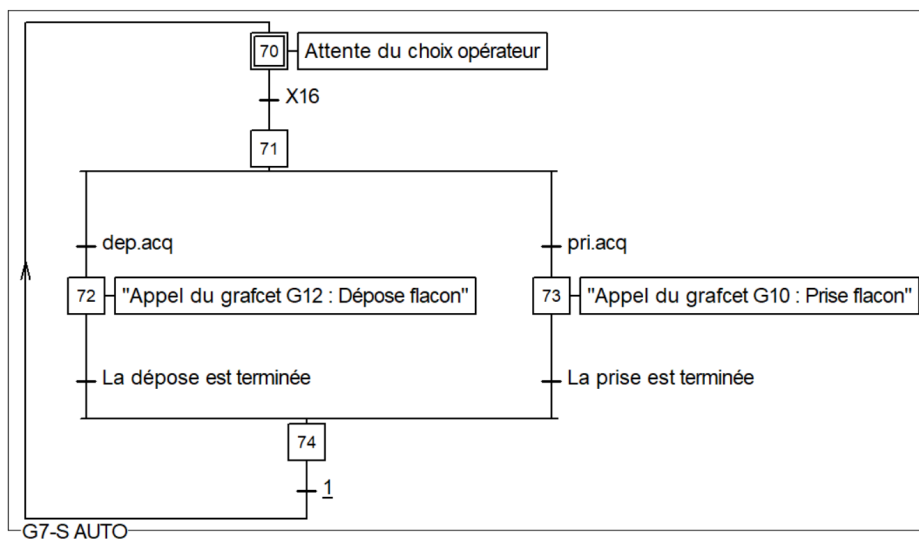 70
Attente du choix opérateur
X16
71
dep.acq
pri.acq
72
"Appel du grafcet G12 : Dépose flacon"
73
"Appel du grafcet G10 : Prise flacon"
La dépose est terminée
La prise est terminée
74
1
G7-S AUTO